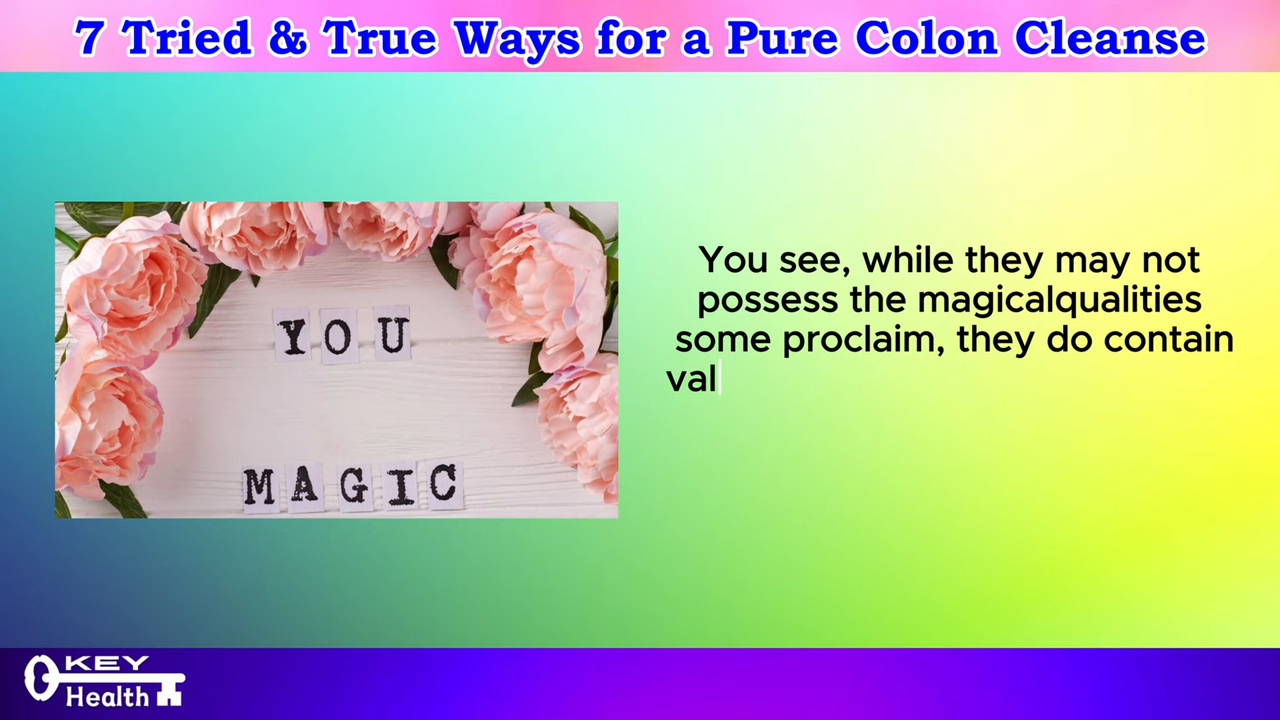 7 Tried & True Ways for a Pure Colon Cleanse
YOU
MAGIC
You see, while they may not
possess the magicalqualities
some proclaim, they do contain
val
KEY
Health